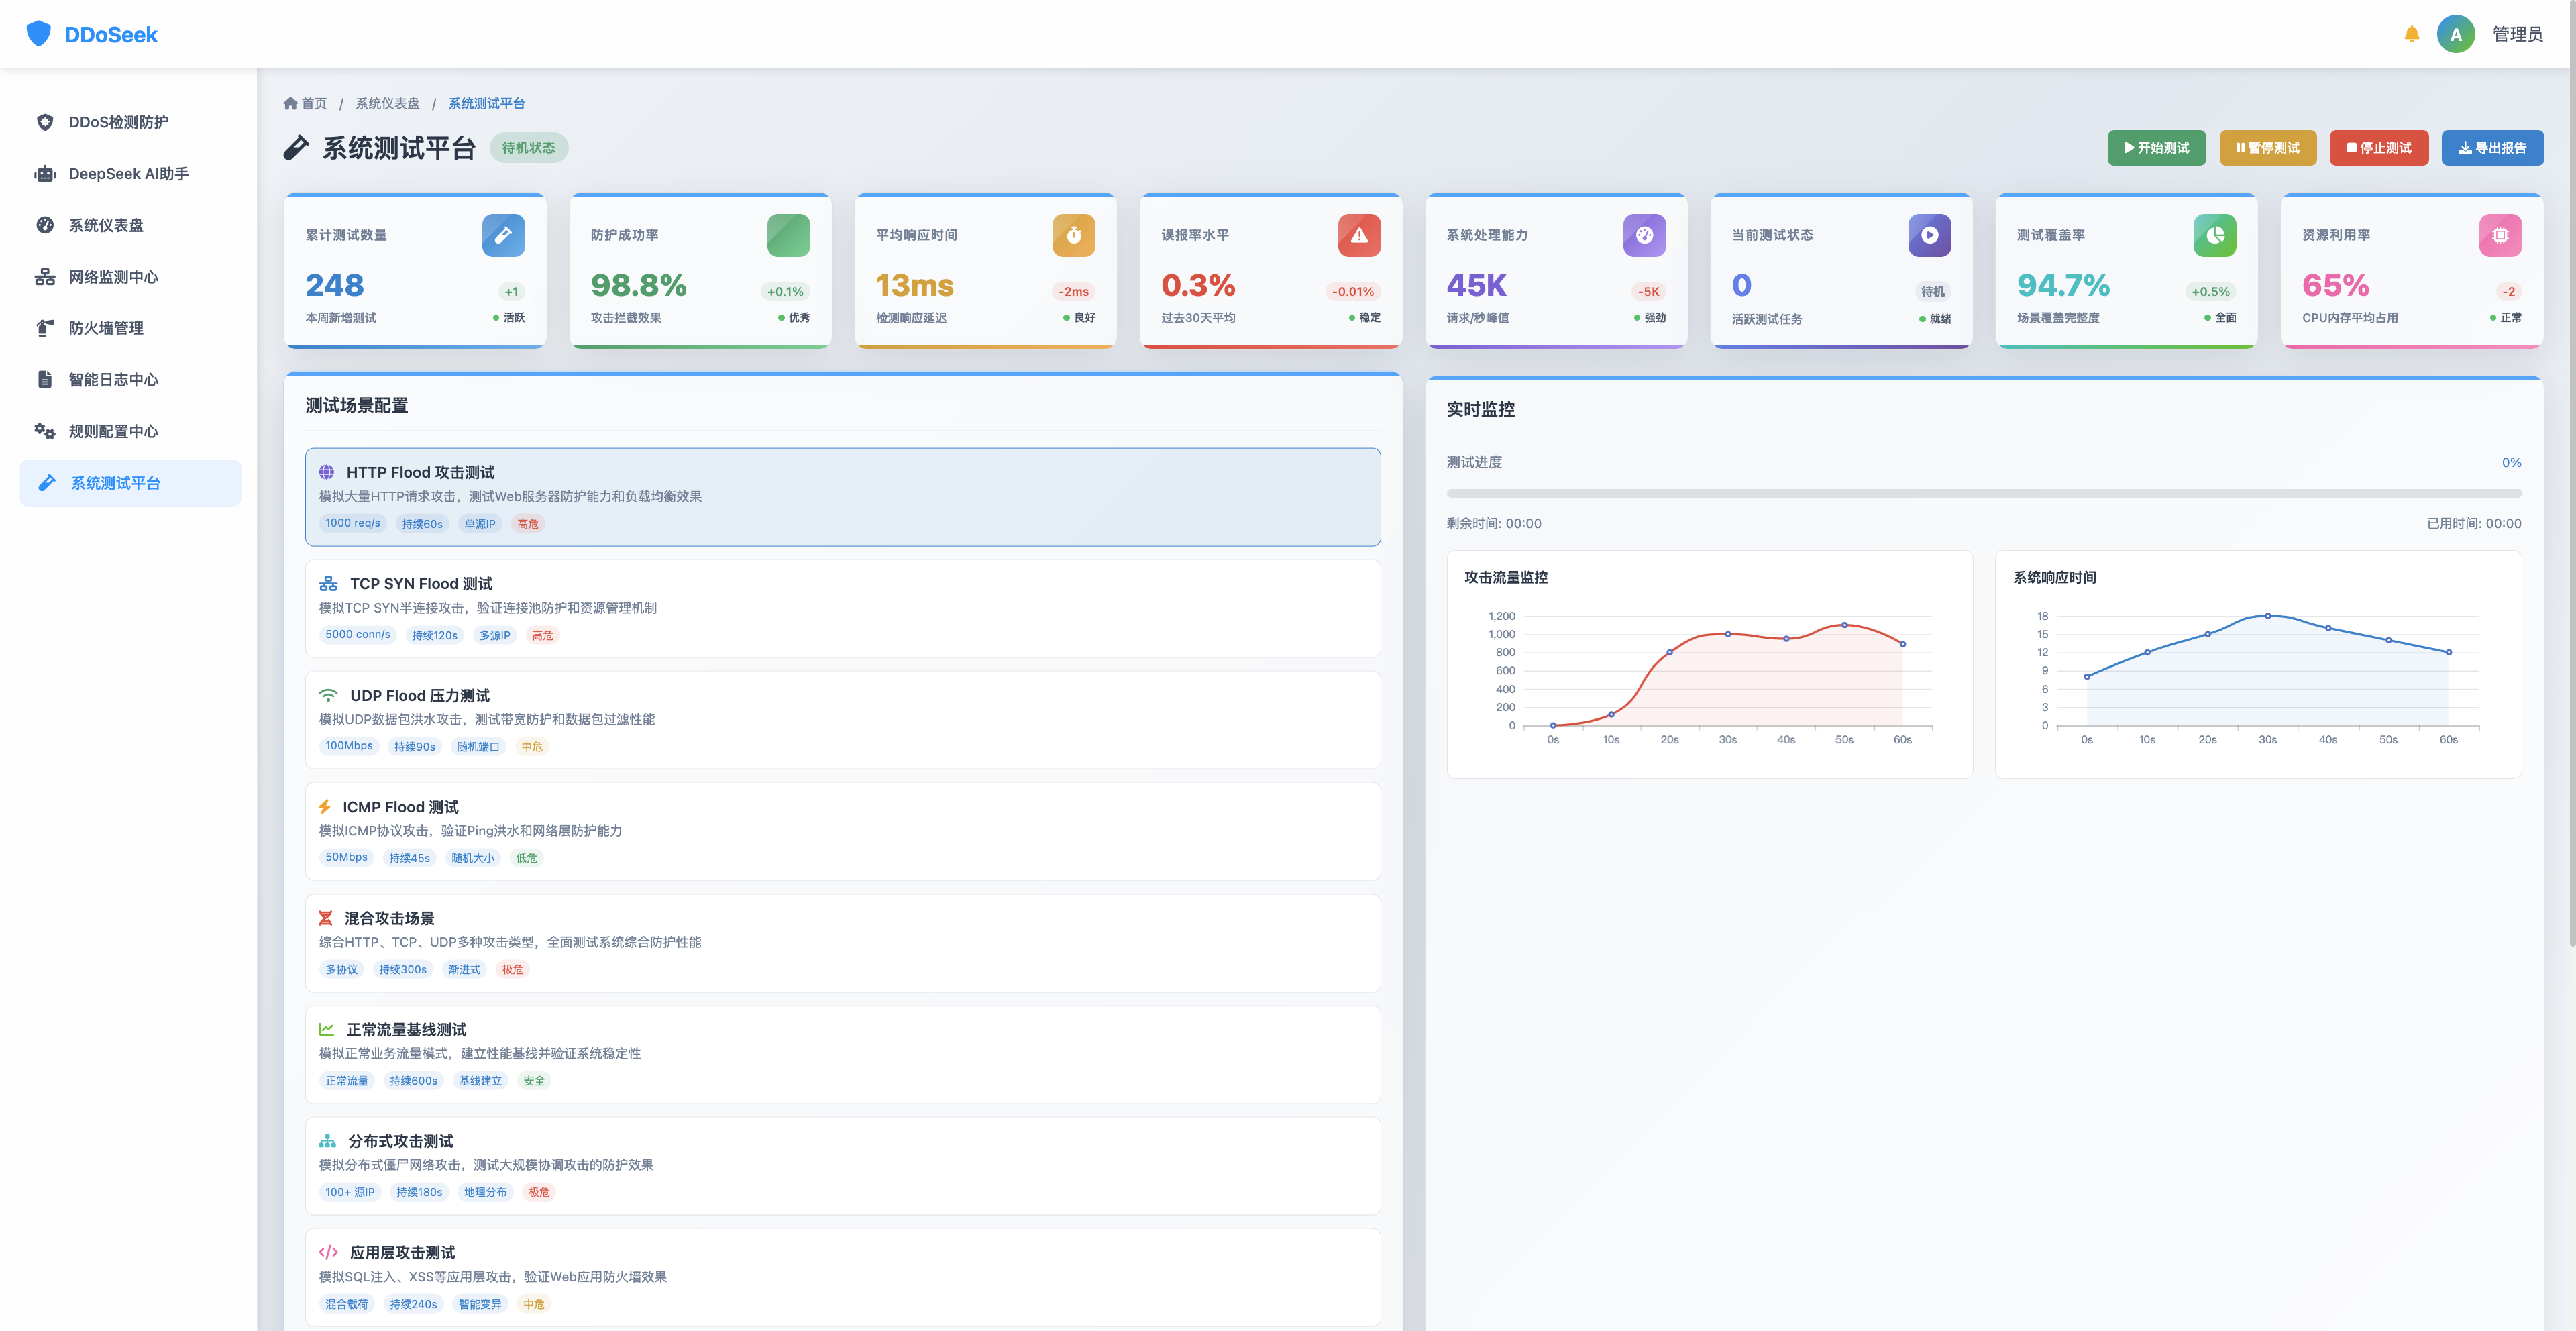 DDoSeek
A
管理员
DDoS检测防护
DeepSeek AI助手
系统仪表盘
网络监测中心
防火墙管理
智能日志中心
规则配置中心
系统测试平台
首页 / 系统仪表盘 / 系统测试平台
系统测试平台 待机状态
开始测试 暂停测试 停止测试 导出报告
累计测试数量
248 +1
本周新增测试 活跃
防护成功率
98.8% +0.1%
攻击拦截效果 优秀
平均响应时间
13ms -2ms
检测响应延迟 良好
误报率水平
0.3% -0.01%
过去30天平均 稳定
系统处理能力
45K -5K
请求/秒峰值 强劲
当前测试状态
0 待机
活跃测试任务 就绪
测试覆盖率
94.7% +0.5%
场景覆盖完整度 全面
资源利用率
65% -2
CPU内存平均占用 正常
测试场景配置
HTTP Flood 攻击测试
模拟大量HTTP请求攻击，测试Web服务器防护能力和负载均衡效果
1000 req/s 持续60s 单源IP 高危
TCP SYN Flood 测试
模拟TCP SYN半连接攻击，验证连接池防护和资源管理机制
5000 conn/s 持续120s 多源IP 高危
UDP Flood 压力测试
模拟UDP数据包洪水攻击，测试带宽防护和数据包过滤性能
100Mbps 持续90s 随机端口 中危
ICMP Flood 测试
模拟ICMP协议攻击，验证Ping洪水和网络层防护能力
50Mbps 持续45s 随机大小 低危
混合攻击场景
综合HTTP、TCP、UDP多种攻击类型，全面测试系统综合防护性能
多协议 持续300s 渐进式 极危
正常流量基线测试
模拟正常业务流量模式，建立性能基线并验证系统稳定性
正常流量 持续600s 基线建立 安全
分布式攻击测试
模拟分布式僵尸网络攻击，测试大规模协调攻击的防护效果
100+ 源IP 持续180s 地理分布 极危
应用层攻击测试
模拟SQL注入、XSS等应用层攻击，验证Web应用防火墙效果
混合载荷 持续240s 智能变异 中危
实时监控
测试进度 0%
剩余时间: 00:00 已用时间: 00:00
攻击流量监控
1,200
1,000
800
600
400
200
0
0s 10s 20s 30s 40s 50s 60s
系统响应时间
18
15
12
9
6
3
0
0s 10s 20s 30s 40s 50s 60s